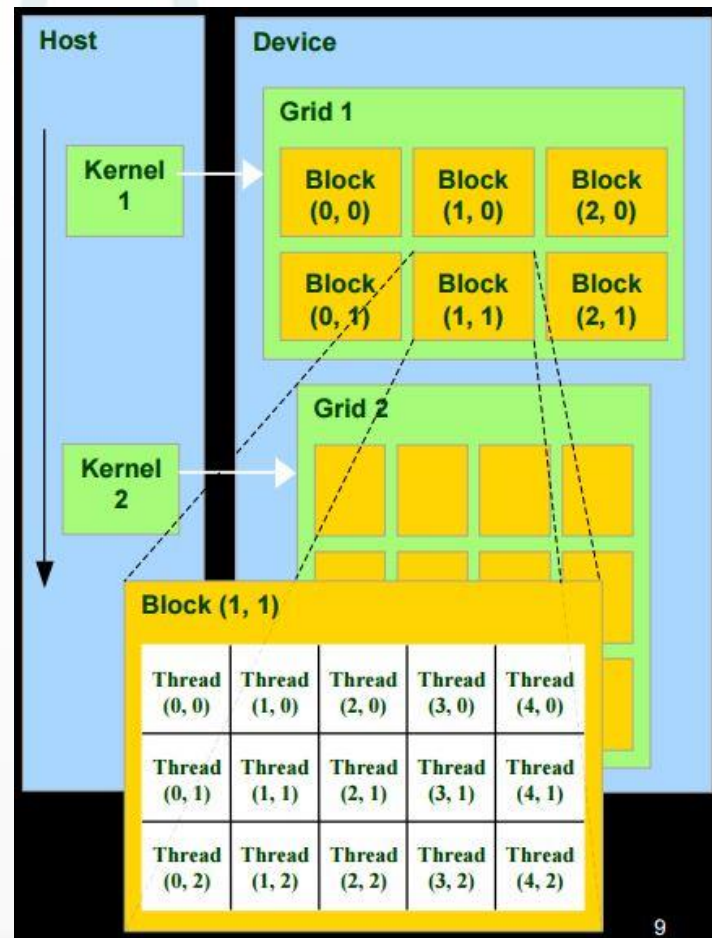 Host
Device
Grid 1
Kernel
1
Block
(0, 0)
Block
(1, 0)
Block
(2, 0)
Block
(0, 1)
Block
(1, 1)
Block
(2, 1)
Grid 2
Kernel
2
Block (1, 1)
Thread
(0, 0)
Thread
(1, 0)
Thread
(2, 0)
Thread
(3, 0)
Thread
(4, 0)
Thread
(0, 1)
Thread
(1, 1)
Thread
(2, 1)
Thread
(3, 1)
Thread
(4, 1)
Thread
(0, 2)
Thread
(1, 2)
Thread
(2, 2)
Thread
(3, 2)
Thread
(4, 2)
9